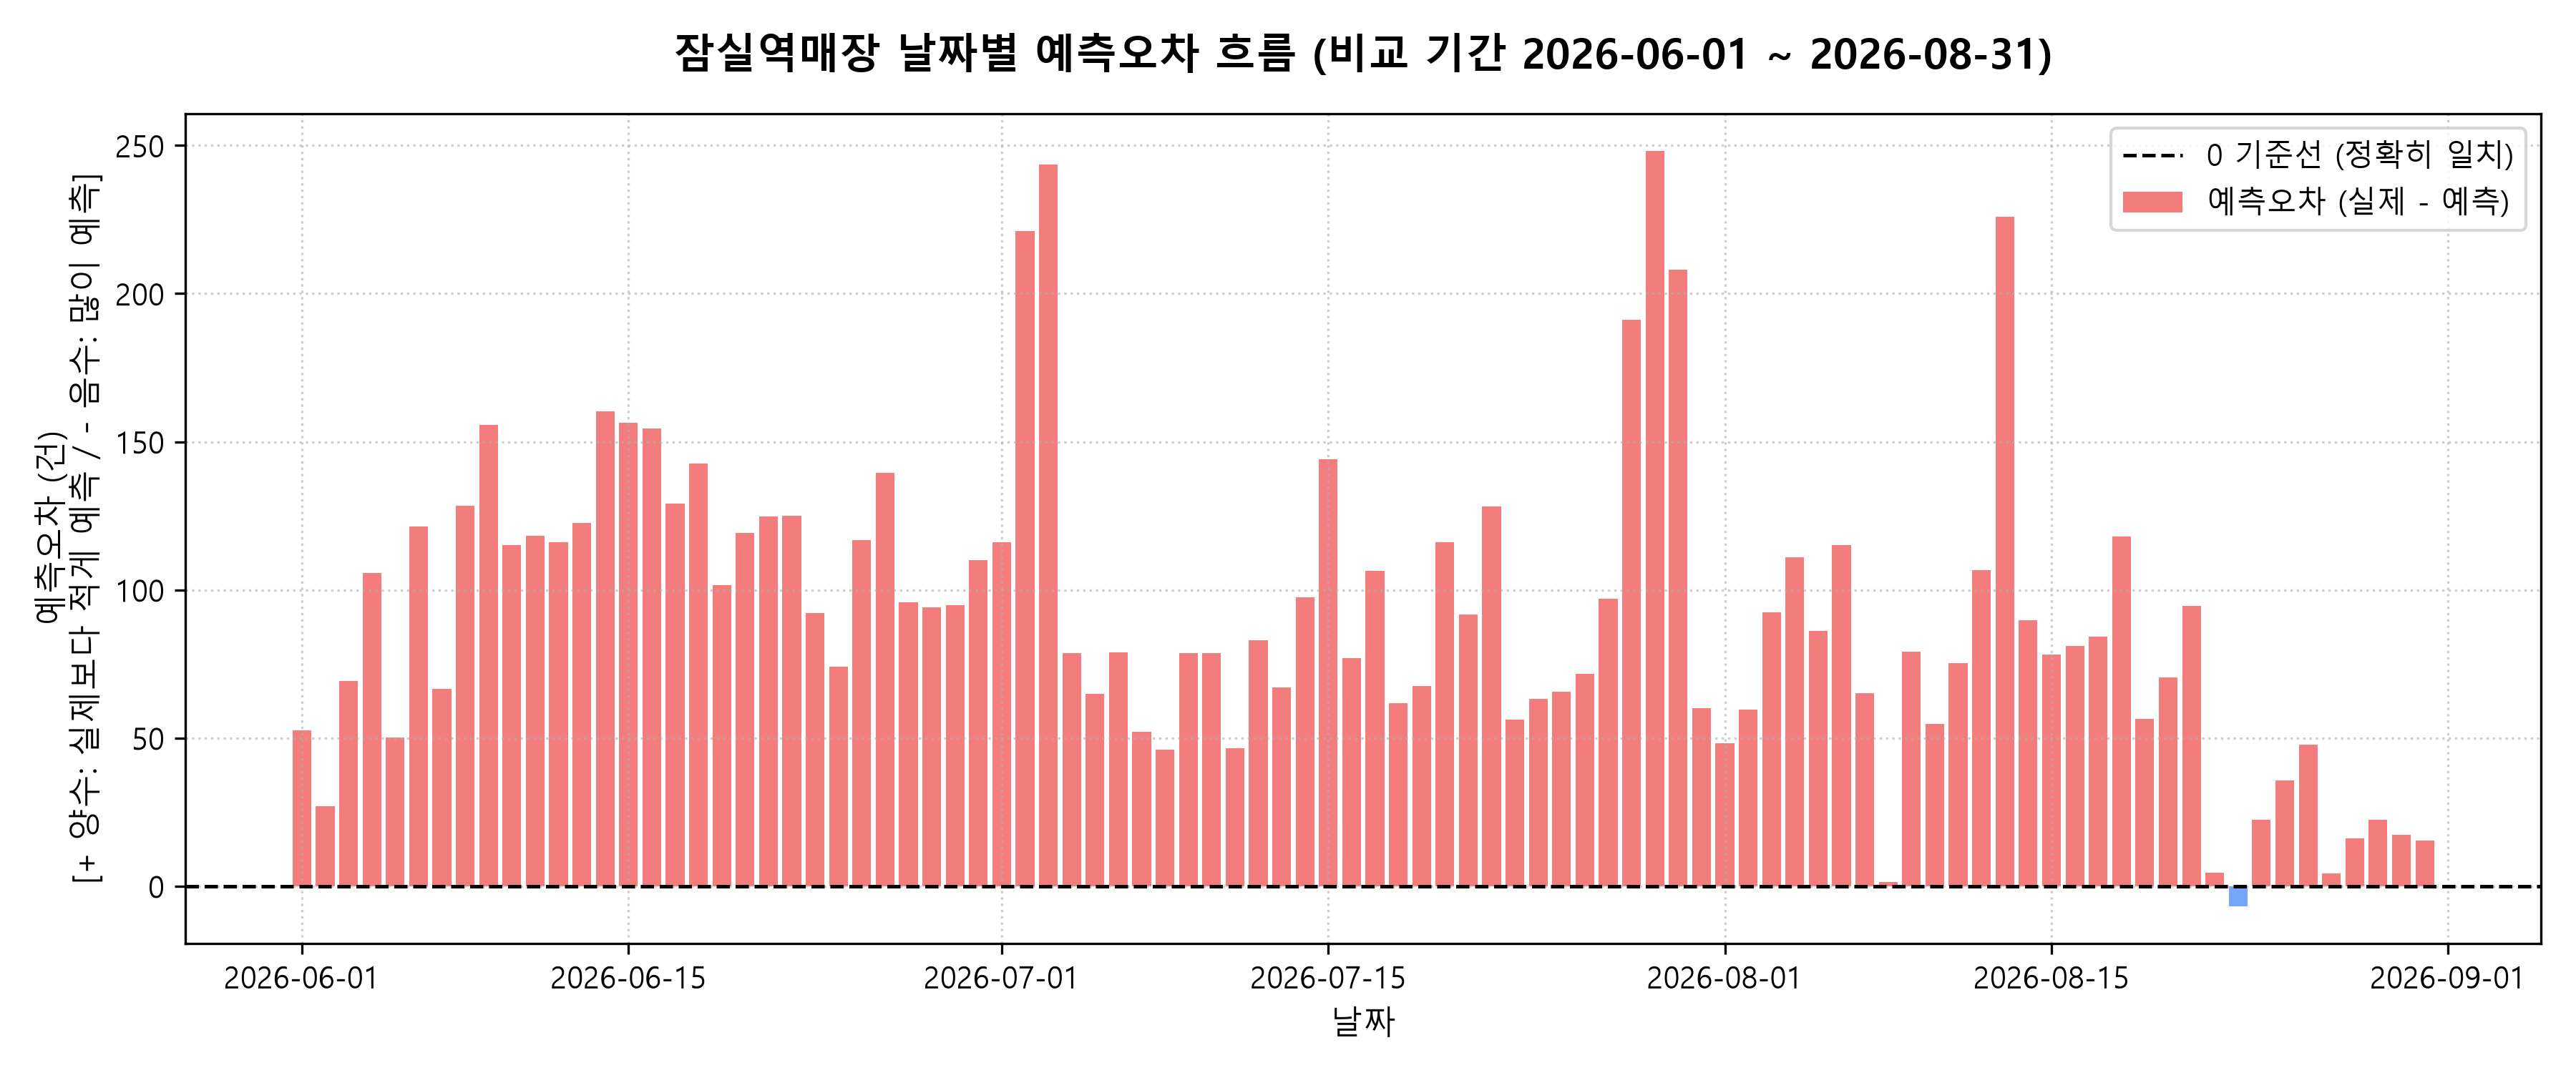 잠실역매장 날짜별 예측오차 흐름 (비교 기간 2026-06-01 ~ 2026-08-31)
예측오차 (건)
[+ 양수: 실제보다 적게 예측 / - 음수: 많이 예측]
250
200
150
100
50
0
0 기준선 (정확히 일치)
예측오차 (실제 - 예측)
2026-06-01
2026-06-15
2026-07-01
2026-07-15
2026-08-01
2026-08-15
2026-09-01
날짜